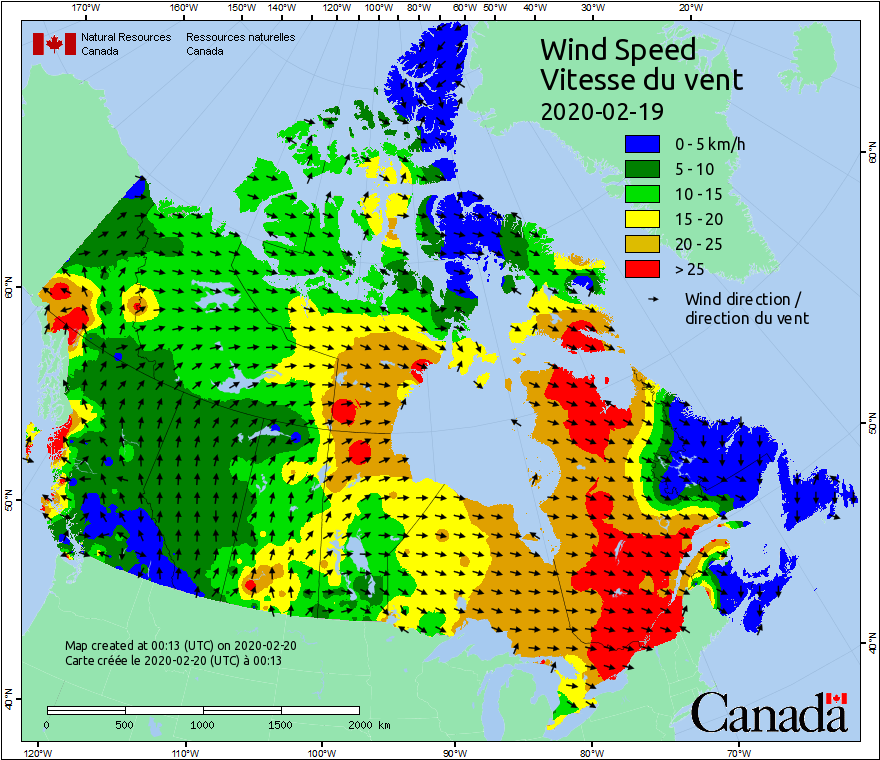 170°W 160°W 150°W 140°W 120°W 100°W 80°W 60°W 50°W 40°W 30°W 20°W
Natural Resources Ressources naturelles
Canada Canada
Wind Speed
Vitesse du vent
2020-02-19
0 - 5 km/h
5 - 10
10 - 15
15 - 20
20 - 25
> 25
Wind direction /
direction du vent
60°N
50°N
40°N
60°N
50°N
40°N
Map created at 00:13 (UTC) on 2020-02-20
Carte créée le 2020-02-20 (UTC) à 00:13
0 500 1000 1500 2000 km
Canada
120°W 110°W 100°W 90°W 80°W 70°W